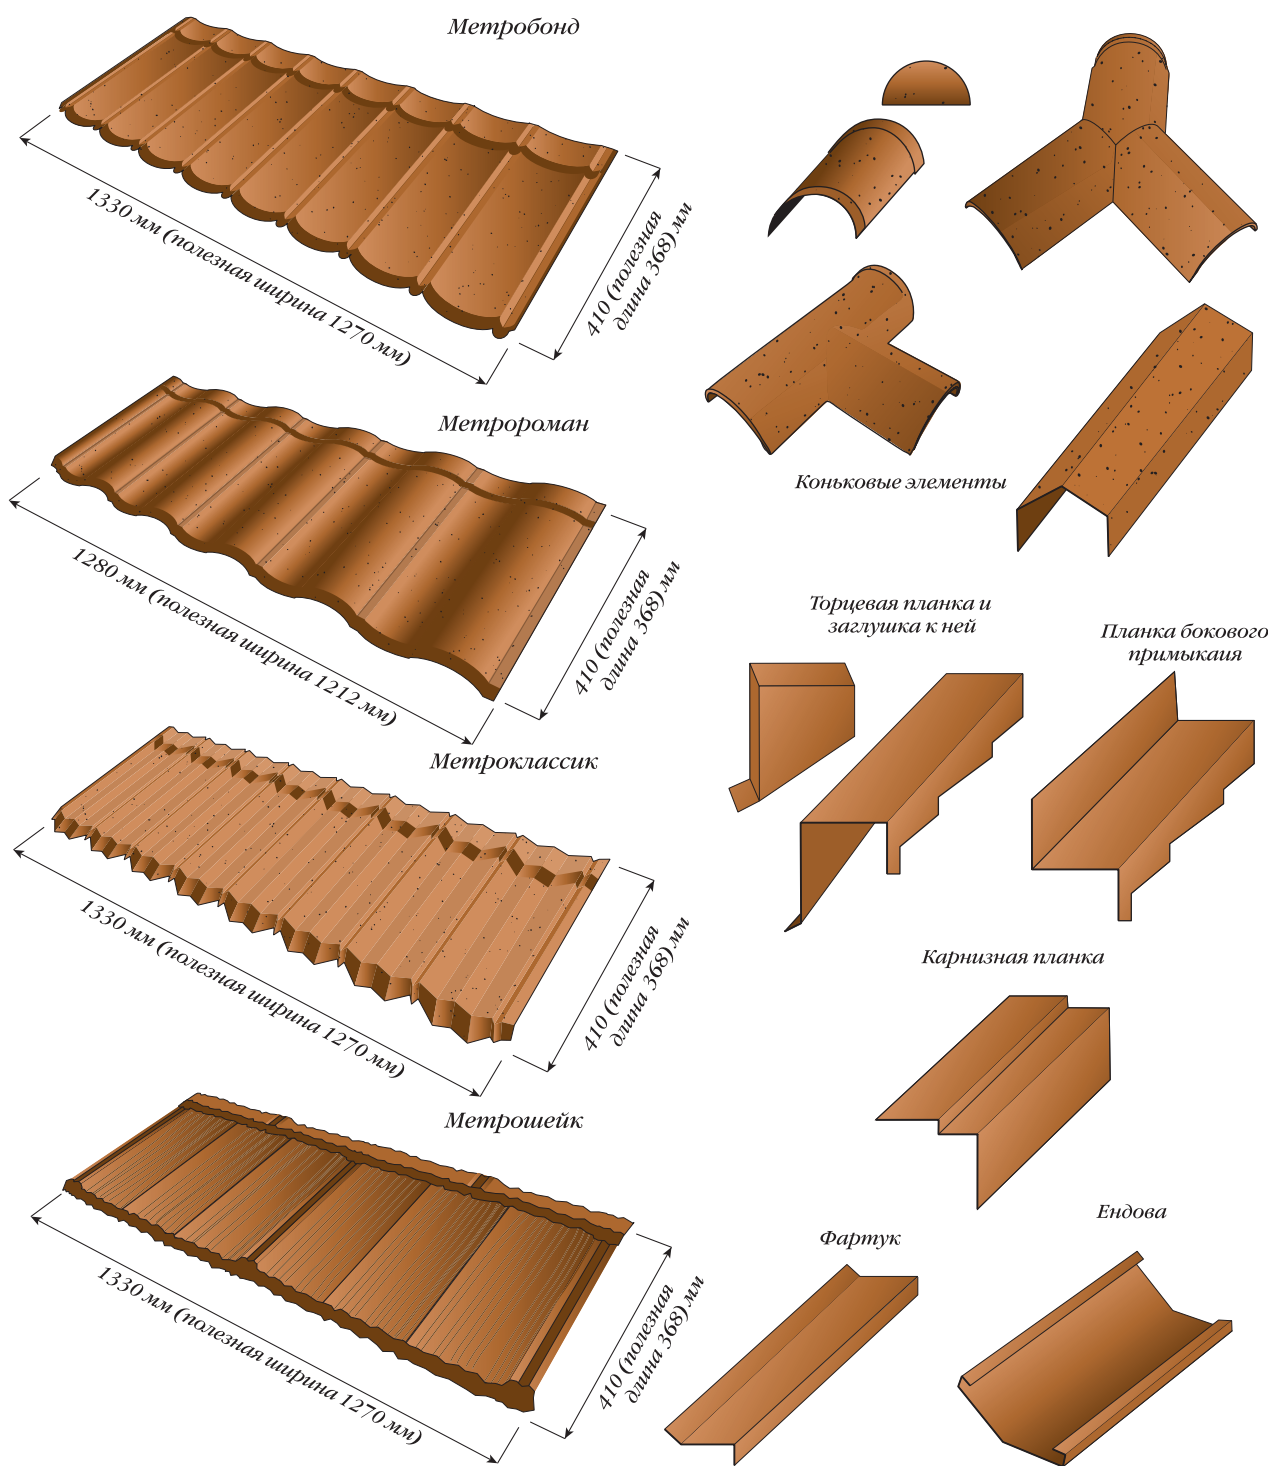 Метробонд
1330 мм (полезная ширина 1270 мм)
410 (полезная
длина 368) мм
Метророман
1280 мм (полезная ширина 1212 мм)
410 (полезная
длина 368) мм
Метроклассик
1330 мм (полезная ширина 1270 мм)
410 (полезная
длина 368) мм
Метрошейк
1330 мм (полезная ширина 1270 мм)
410 (полезная
длина 368) мм
Коньковые элементы
Торцевая планка и
заглушка к ней
Планка бокового
примыкаия
Карнизная планка
Фартук
Ендова